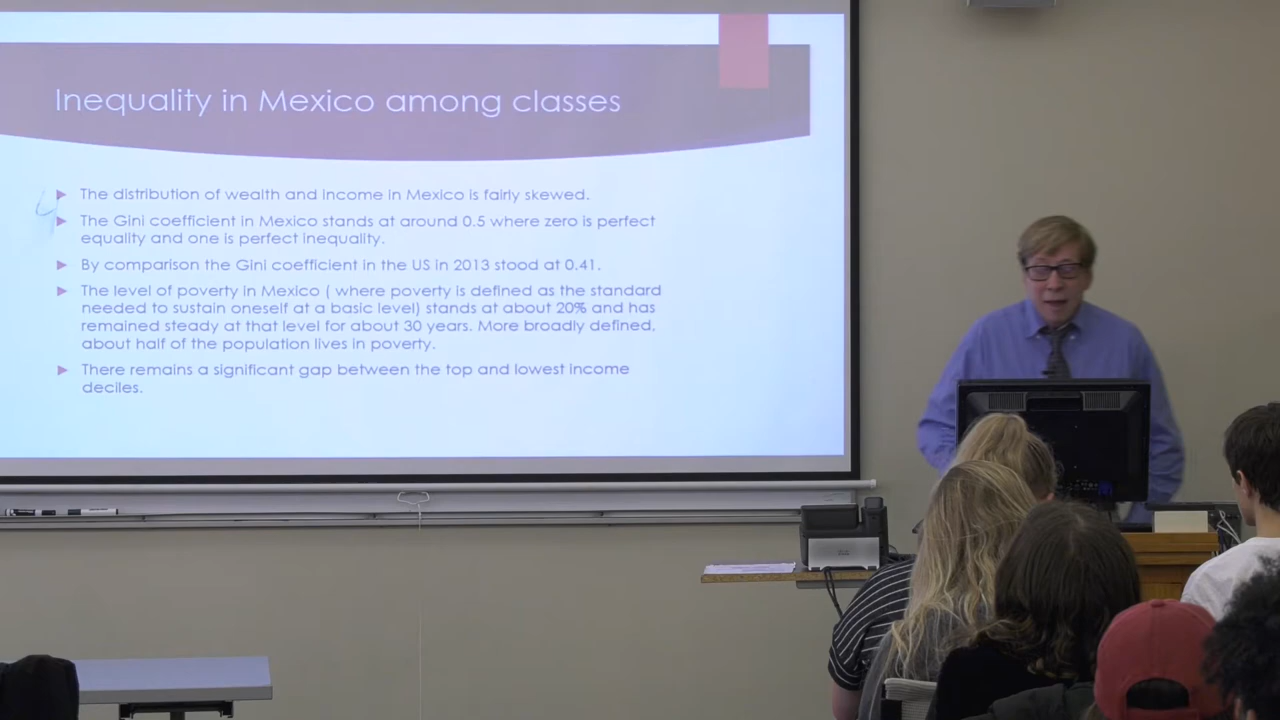 Inequality in Mexico among classes
The distribution of wealth and income in Mexico is fairly skewed.
The Gini coefficient in Mexico stands at around 0.5 where zero is perfect
equality and one is perfect inequality.
By comparison the Gini coefficient in the US in 2013 stood at 0.41.
The level of poverty in Mexico ( where poverty is defined as the standard
needed to sustain oneself at a basic level) stands at about 20% and has
remained steady at that level for about 30 years. More broadly defined,
about half of the population lives in poverty.
There remains a significant gap between the top and lowest income
deciles.